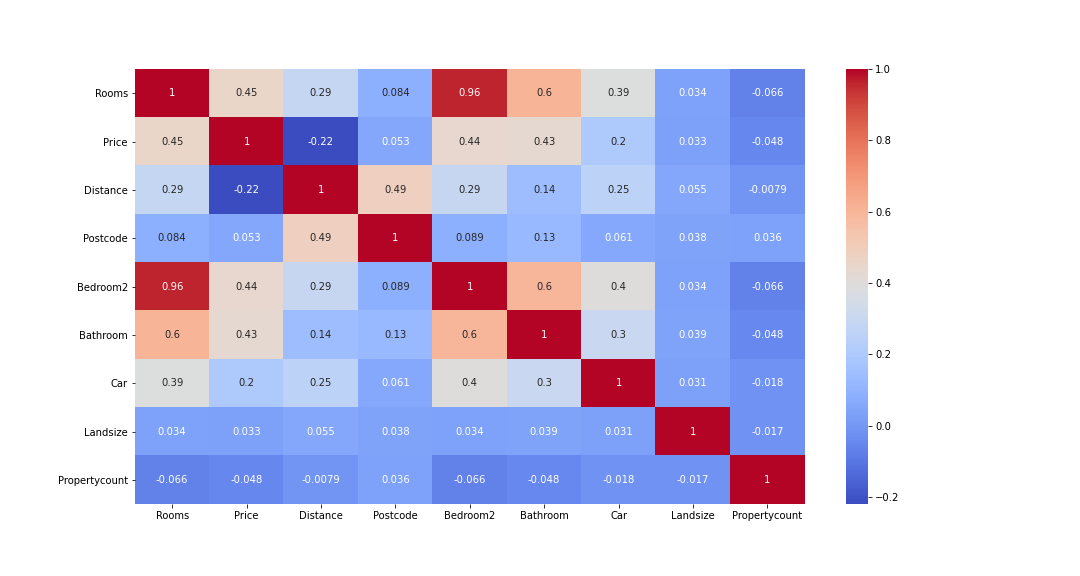 1.0
Rooms 1 0.45 0.29 0.084 0.96 0.6 0.39 0.034 -0.066
0.8
Price 0.45 1 -0.22 0.053 0.44 0.43 0.2 0.033 -0.048
Distance 0.29 -0.22 1 0.49 0.29 0.14 0.25 0.055 -0.0079
0.6
Postcode 0.084 0.053 0.49 1 0.089 0.13 0.061 0.038 0.036
Bedroom2 0.96 0.44 0.29 0.089 1 0.6 0.4 0.034 -0.066
0.4
Bathroom 0.6 0.43 0.14 0.13 0.6 1 0.3 0.039 -0.048
0.2
Car 0.39 0.2 0.25 0.061 0.4 0.3 1 0.031 -0.018
Landsize 0.034 0.033 0.055 0.038 0.034 0.039 0.031 1 -0.017
0.0
Propertycount -0.066 -0.048 -0.0079 0.036 -0.066 -0.048 -0.018 -0.017 1
−0.2
Rooms Price Distance Postcode Bedroom2 Bathroom Car Landsize Propertycount